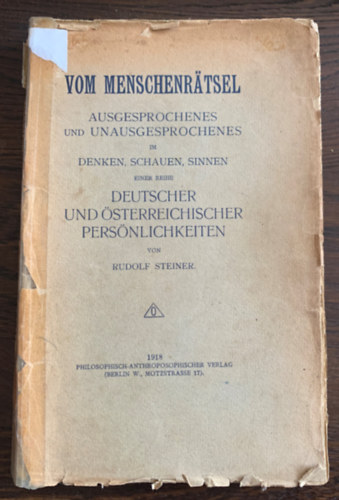 VOM MENSCHENRÄTSEL
AUSGESPROCHENES
UND UNAUSGESPROCHENES
IM
DENKEN, SCHAUEN, SINNEN
EINER REIHE
DEUTSCHER
UND ÖSTERREICHISCHER
PERSÖNLICHKEITEN
VON
RUDOLF STEINER.
1918
PHILOSOPHISCH-ANTHROPOSOPHISCHER VERLAG
(BERLIN W., MOTZSTRASSE 17).